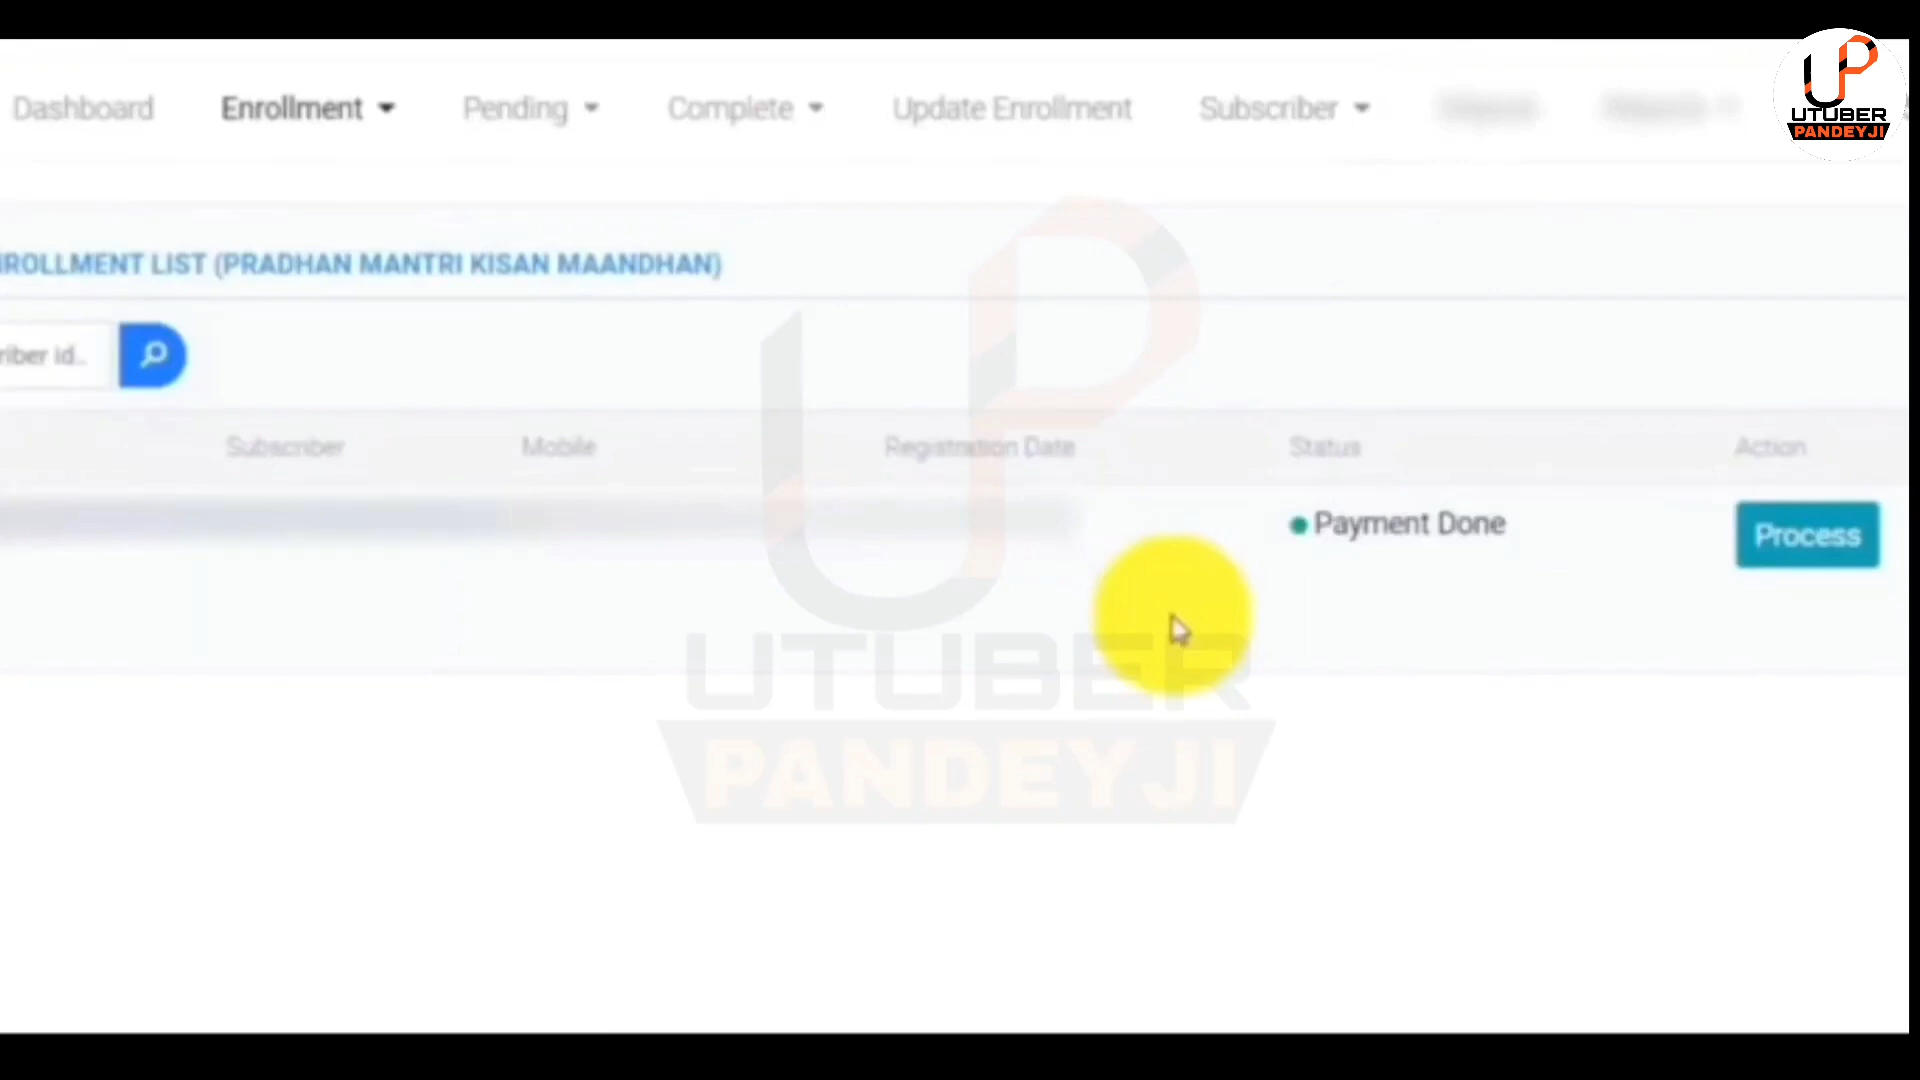 UTUBER
PANDEYJI
Dashboard Enrollment Pending Complete Update Enrollment Subscriber
ROLLMENT LIST (PRADHAN MANTRI KISAN MAANDHAN)
riber id..
Subscriber Mobile Registration Date Status Action
Payment Done Process
UTUBER
PANDEYJI